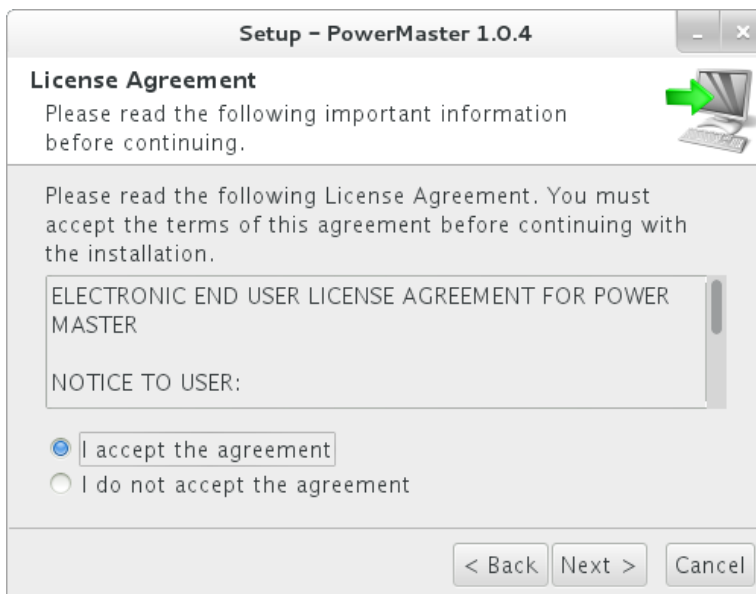 Setup – PowerMaster 1.0.4
License Agreement
Please read the following important information
before continuing.
Please read the following License Agreement. You must
accept the terms of this agreement before continuing with
the installation.
ELECTRONIC END USER LICENSE AGREEMENT FOR POWER
MASTER
NOTICE TO USER:
I accept the agreement
I do not accept the agreement
< Back Next > Cancel